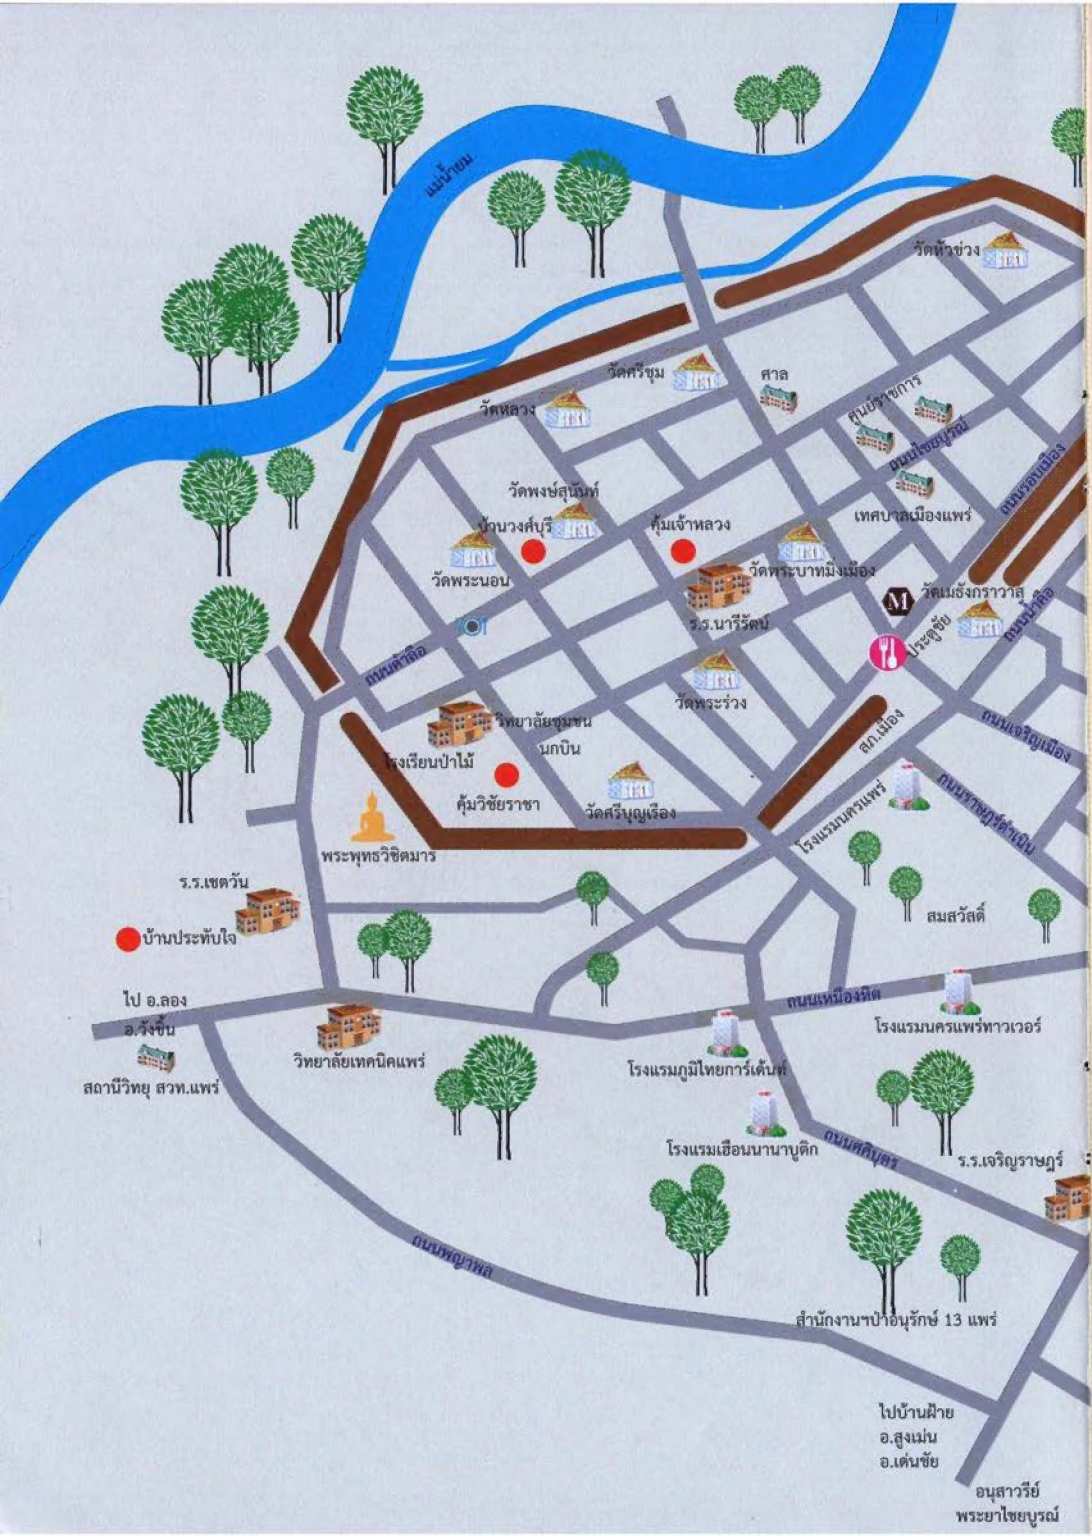 แม่น้ำยม
วัดหัวข่วง
วัดศรีชุม
ศาล
วัดหลวง
ศูนย์ราชการ
ถนนไชยบูรณ์
ถนนรอบเมือง
วัดพงษ์สุนันท์
บ้านวงศ์บุรี
คุ้มเจ้าหลวง
เทศบาลเมืองแพร่
วัดพระนอน
วัดพระบาทมิ่งเมือง
M
วัดเมธังกราวาส
ร.ร.นารีรัตน์
ประตูชัย
ถนนน้ำคือ
ถนนคำลือ
วัดพระร่วง
วิทยาลัยชุมชน
นกบิน
โรงเรียนป่าไม้
สภ.เมือง
ถนนเจริญเมือง
คุ้มวิชัยราชา
วัดศรีบุญเรือง
โรงแรมนครแพร่
ถนนราษฎร์ดำเนิน
พระพุทธวิชิตมาร
ร.ร.เชตวัน
บ้านประทับใจ
สมสวัสดิ์
ไป อ.ลอง
อ.วังชิ้น
ถนนเหมืองหิต
โรงแรมนครแพร่ทาวเวอร์
สถานีวิทยุ สวท.แพร่
วิทยาลัยเทคนิคแพร่
โรงแรมภูมิไทยการ์เด้นท์
โรงแรมเฮือนนานาบูติก
ถนนศศิบุตร
ร.ร.เจริญราษฎร์
ถนนพญาพล
สำนักงานฯป่าอนุรักษ์ 13 แพร่
ไปบ้านฝ้าย
อ.สูงเม่น
อ.เด่นชัย
อนุสาวรีย์
พระยาไชยบูรณ์